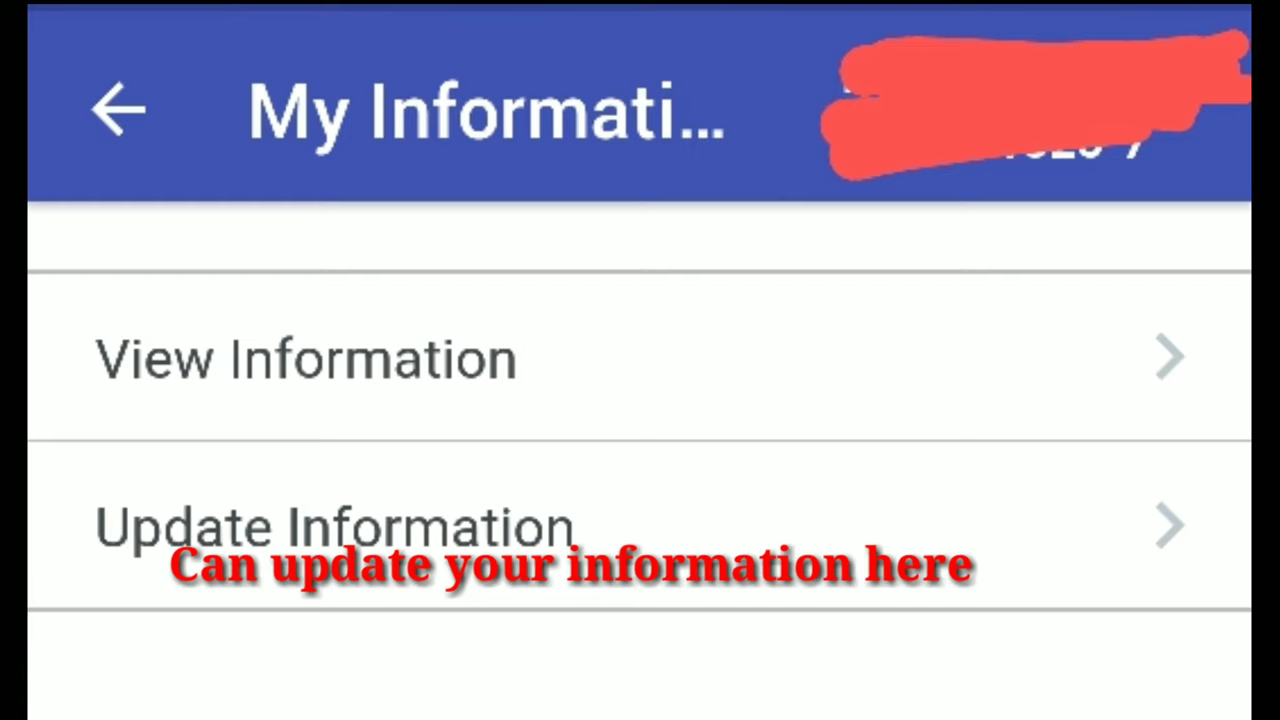 My Informati...
View Information
Update Information
Can update your information here